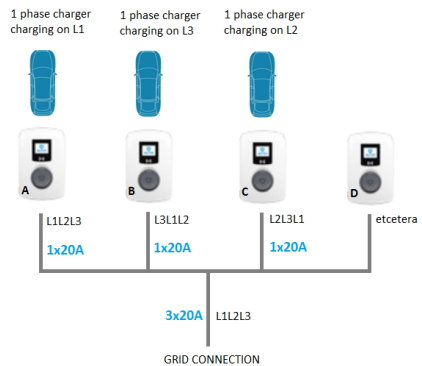 1 phase charger
charging on L1
1 phase charger
charging on L3
1 phase charger
charging on L2
A
B
C
D
L1L2L3
1x20A
L3L1L2
1x20A
L2L3L1
1x20A
etcetera
3x20A
L1L2L3
GRID CONNECTION